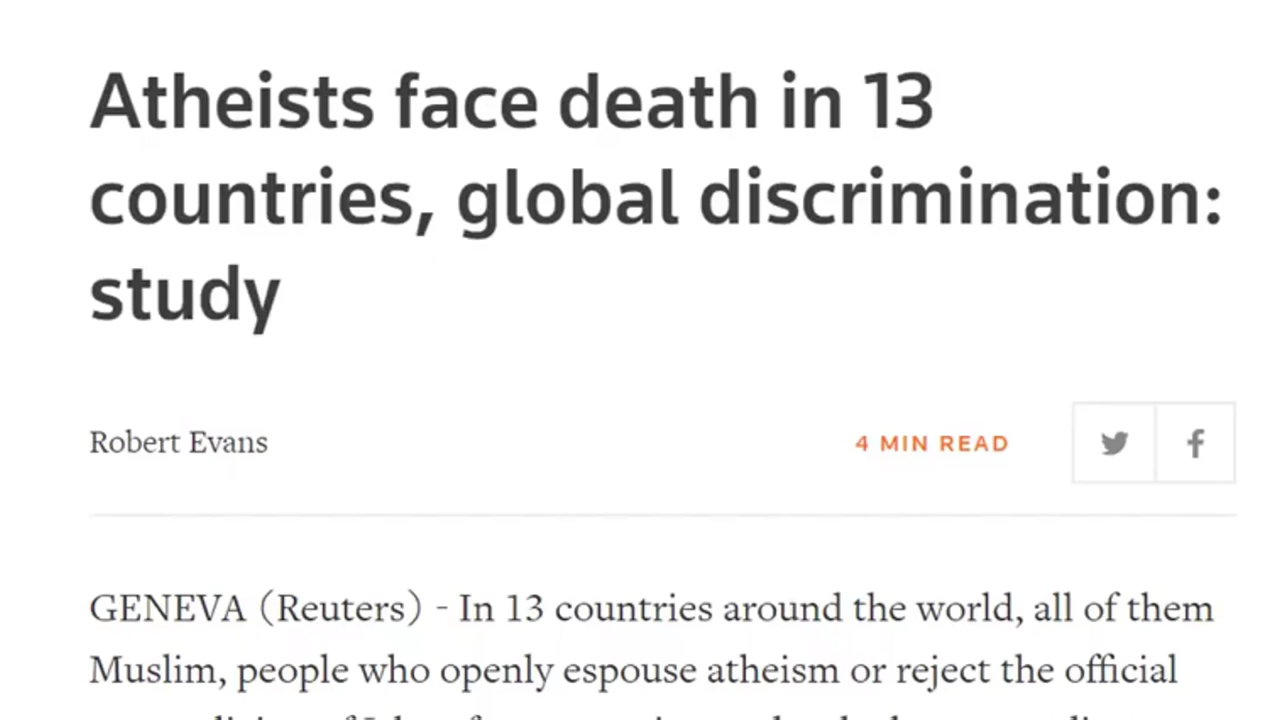 Atheists face death in 13
countries, global discrimination:
study
Robert Evans
4 MIN READ
GENEVA (Reuters) - In 13 countries around the world, all of them
Muslim, people who openly espouse atheism or reject the official